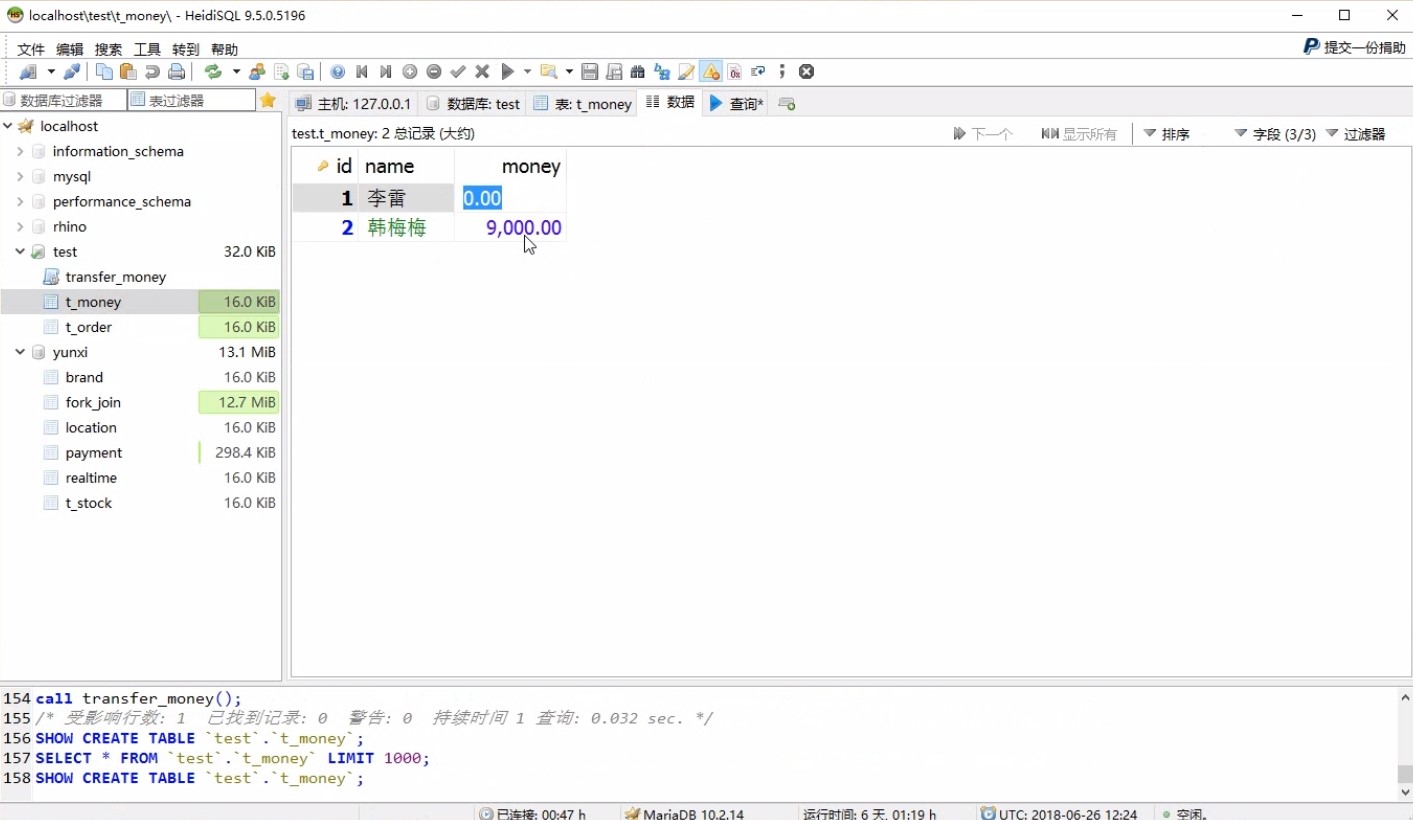 localhost\test\t_money\ - HeidiSQL 9.5.0.5196
文件 编辑 搜索 工具 转到 帮助
提交一份捐助
数据库过滤器 表过滤器
主机: 127.0.0.1 数据库: test 表: t_money 数据 查询*
localhost
information_schema
mysql
performance_schema
rhino
test 32.0 KiB
transfer_money
t_money 16.0 KiB
t_order 16.0 KiB
yunxi 13.1 MiB
brand 16.0 KiB
fork_join 12.7 MiB
location 16.0 KiB
payment 298.4 KiB
realtime 16.0 KiB
t_stock 16.0 KiB
test.t_money: 2 总记录 (大约) 下一个 显示所有 排序 字段 (3/3) 过滤器
id name money
1 李雷 0.00
2 韩梅梅 9,000.00
154 call transfer_money();
155 /* 受影响行数: 1 已找到记录: 0 警告: 0 持续时间 1 查询: 0.032 sec. */
156 SHOW CREATE TABLE `test`.`t_money`;
157 SELECT * FROM `test`.`t_money` LIMIT 1000;
158 SHOW CREATE TABLE `test`.`t_money`;
已连接: 00:47 h MariaDB 10.2.14 运行时间: 6 天, 01:19 h UTC: 2018-06-26 12:24 空闲。